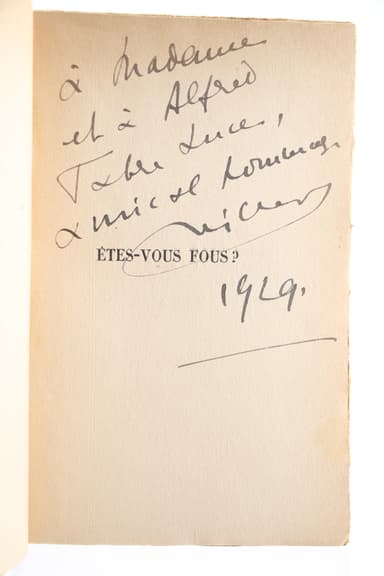 à Madame
et à Alfred
Fabre Luce,
amical hommage
ÊTES-VOUS FOUS ?
1929.